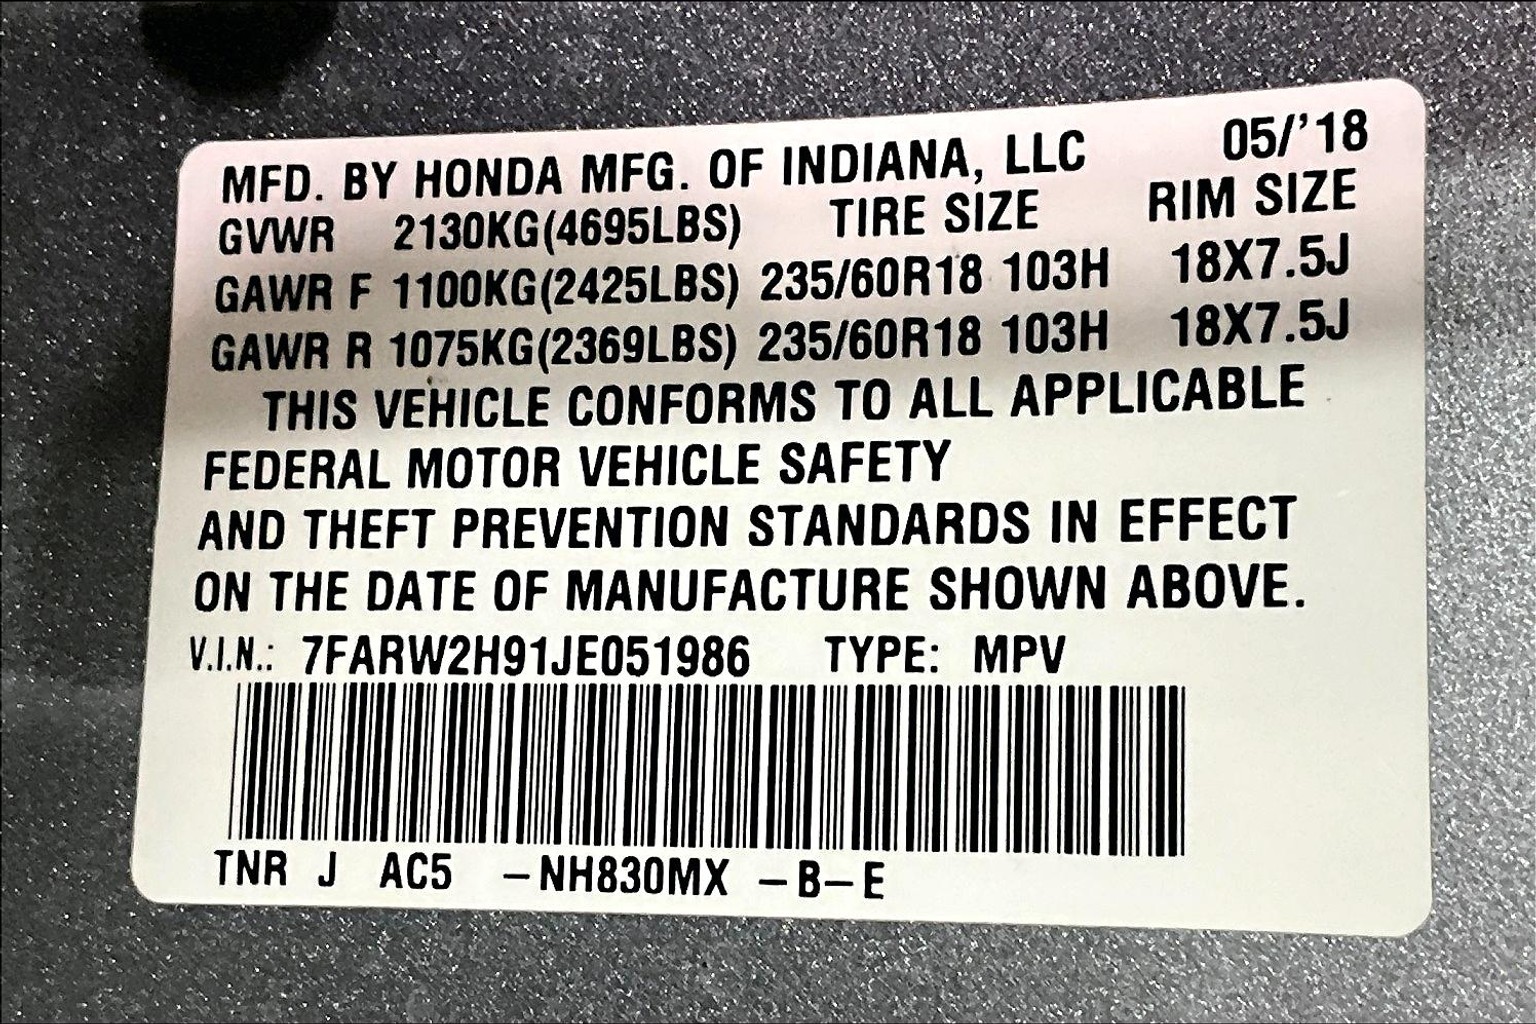 MFD. BY HONDA MFG. OF INDIANA, LLC 05/'18
GVWR 2130KG(4695LBS) TIRE SIZE RIM SIZE
GAWR F 1100KG(2425LBS) 235/60R18 103H 18X7.5J
GAWR R 1075KG(2369LBS) 235/60R18 103H 18X7.5J
THIS VEHICLE CONFORMS TO ALL APPLICABLE
FEDERAL MOTOR VEHICLE SAFETY
AND THEFT PREVENTION STANDARDS IN EFFECT
ON THE DATE OF MANUFACTURE SHOWN ABOVE.
V.I.N.: 7FARW2H91JE051986 TYPE: MPV
TNR J AC5 -NH830MX -B-E